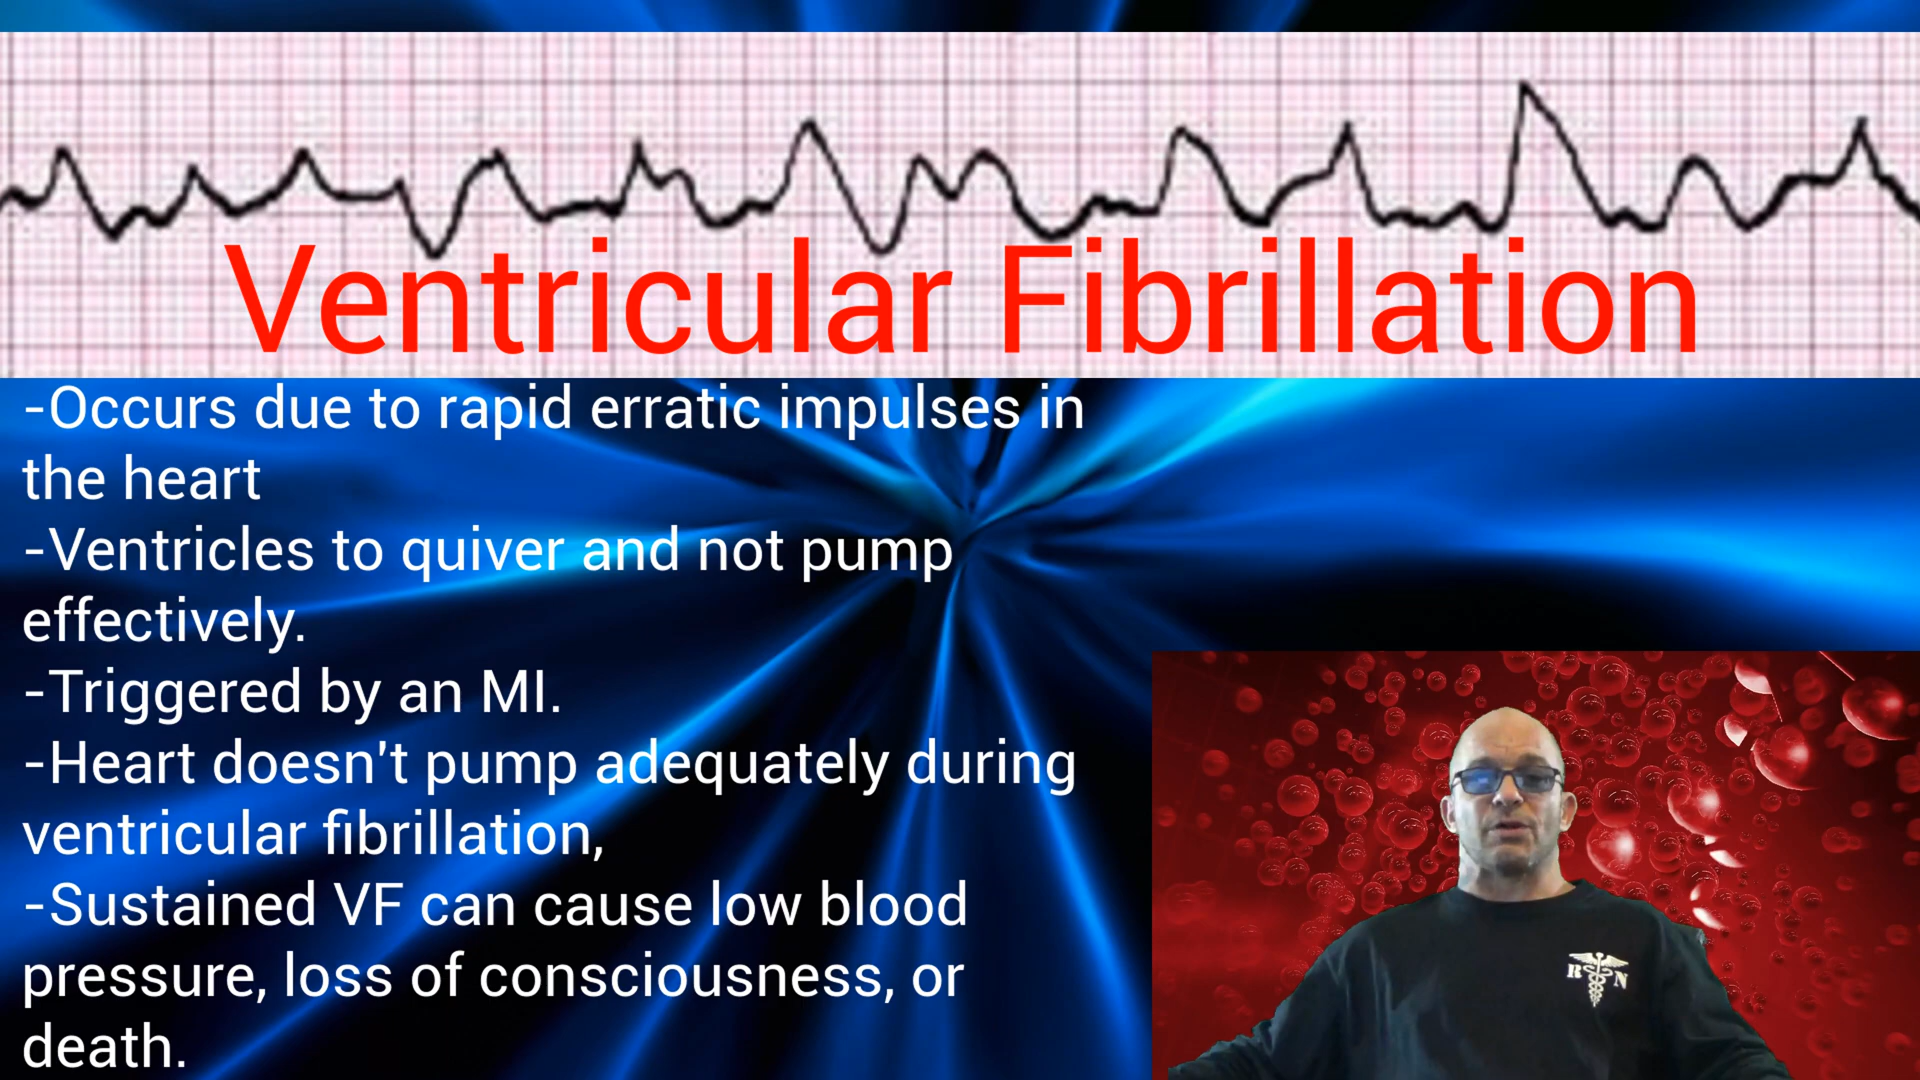 Ventricular Fibrillation
-Occurs due to rapid erratic impulses in
the heart
-Ventricles to quiver and not pump
effectively.
-Triggered by an MI.
-Heart doesn't pump adequately during
ventricular fibrillation,
-Sustained VF can cause low blood
pressure, loss of consciousness, or
death.
R N